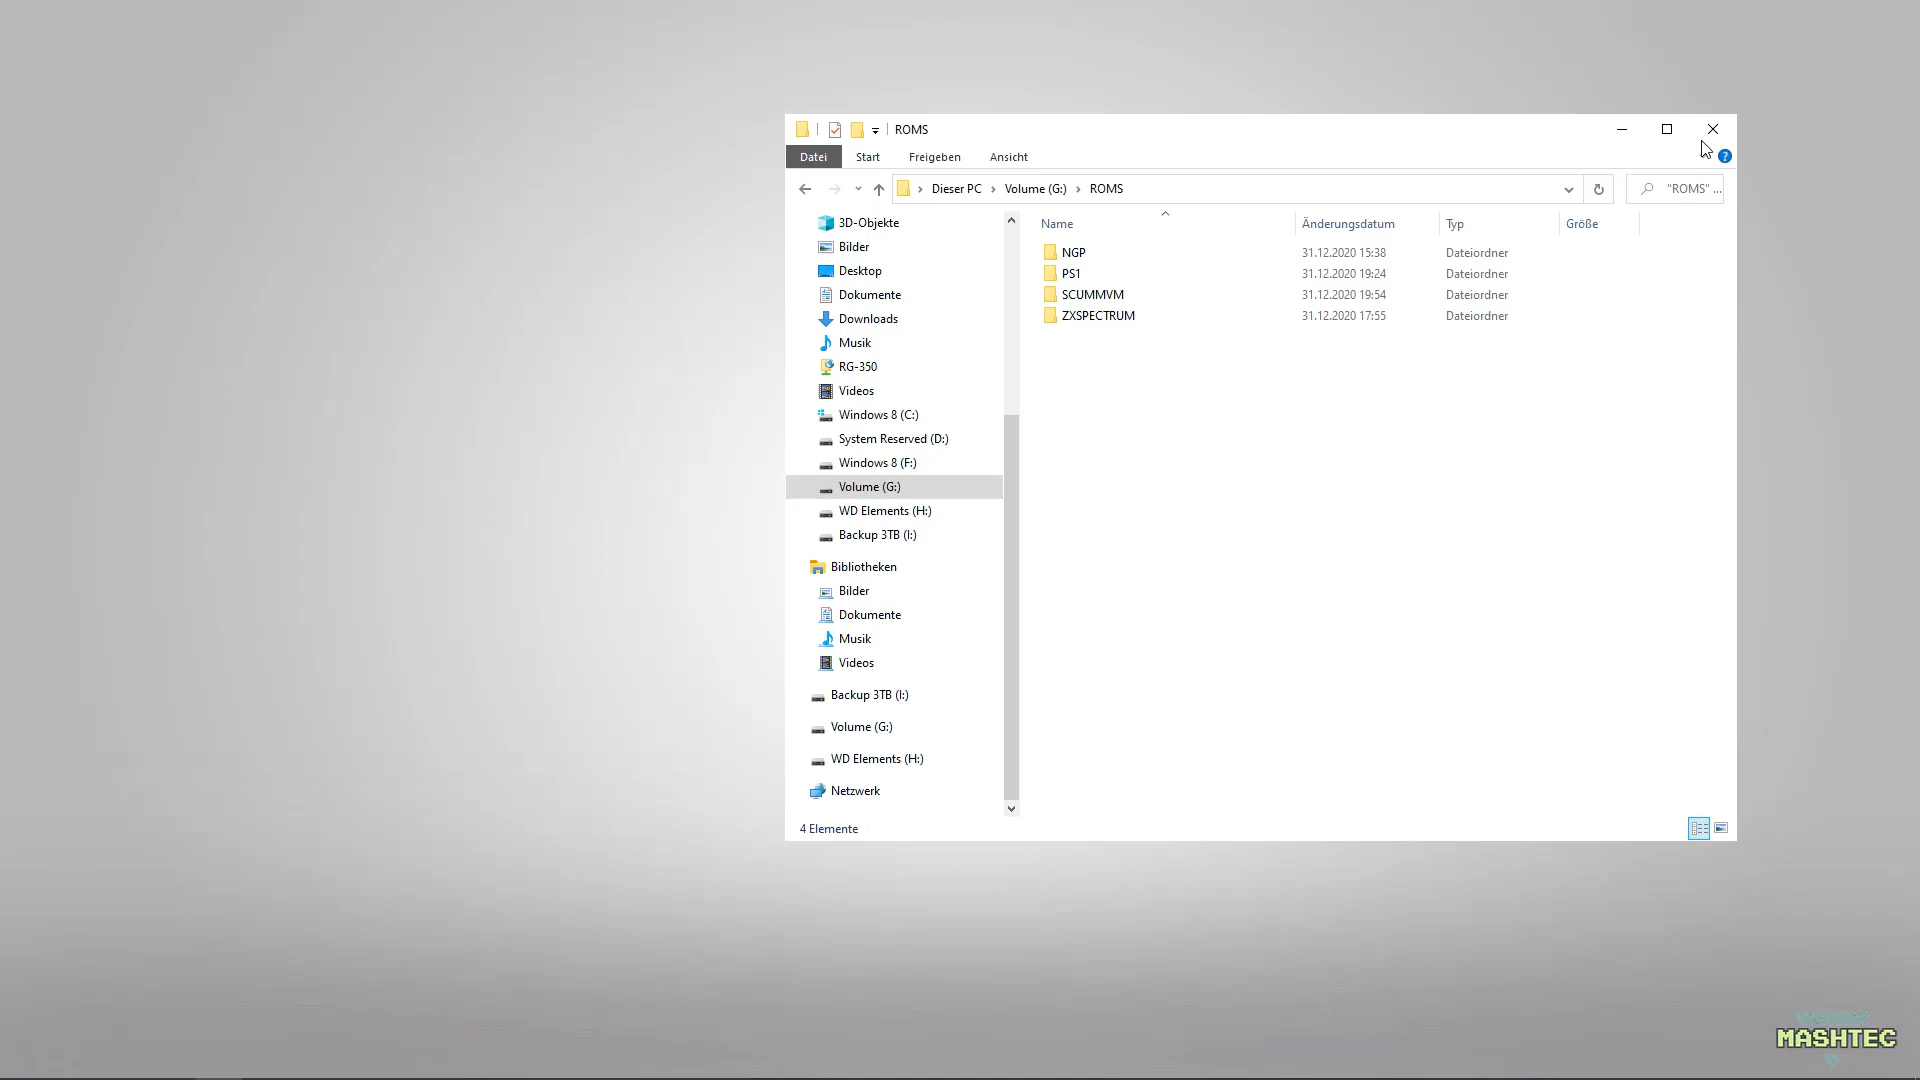 ROMS
Datei Start Freigeben Ansicht
Dieser PC Volume (G:) ROMS "ROMS" ...
3D-Objekte
Bilder
Desktop
Dokumente
Downloads
Musik
RG-350
Videos
Windows 8 (C:)
System Reserved (D:)
Windows 8 (F:)
Volume (G:)
WD Elements (H:)
Backup 3TB (I:)
Bibliotheken
Bilder
Dokumente
Musik
Videos
Backup 3TB (I:)
Volume (G:)
WD Elements (H:)
Netzwerk
Name Änderungsdatum Typ Größe
NGP 31.12.2020 15:38 Dateiordner
PS1 31.12.2020 19:24 Dateiordner
SCUMMVM 31.12.2020 19:54 Dateiordner
ZXSPECTRUM 31.12.2020 17:55 Dateiordner
4 Elemente
MASHTEC